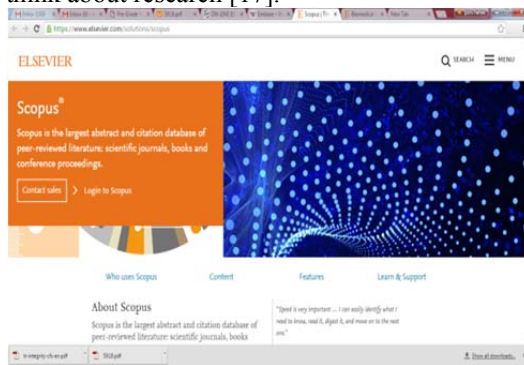 think about research [17].
Scopus | Th
New Tab
https://www.elsevier.com/solutions/scopus
ELSEVIER
SEARCH
MENU
Scopus®
Scopus is the largest abstract and citation database of
peer-reviewed literature: scientific journals, books and
conference proceedings.
Contact sales
Login to Scopus
Who uses Scopus
Content
Features
Learn & Support
About Scopus
Scopus is the largest abstract and citation database of
peer-reviewed literature: scientific journals, books
"Speed is very important ... I can easily identify what I
need to know, read it, digest it, and move on to the next
one."
Show all downloads...